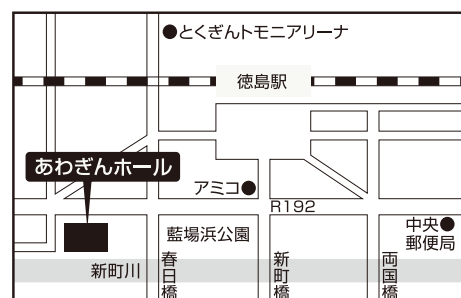 ●とくぎんトモニアリーナ
徳島駅
あわぎんホール
アミコ●
R192
藍場浜公園
中央●
郵便局
新町川
春日橋
新町橋
両国橋